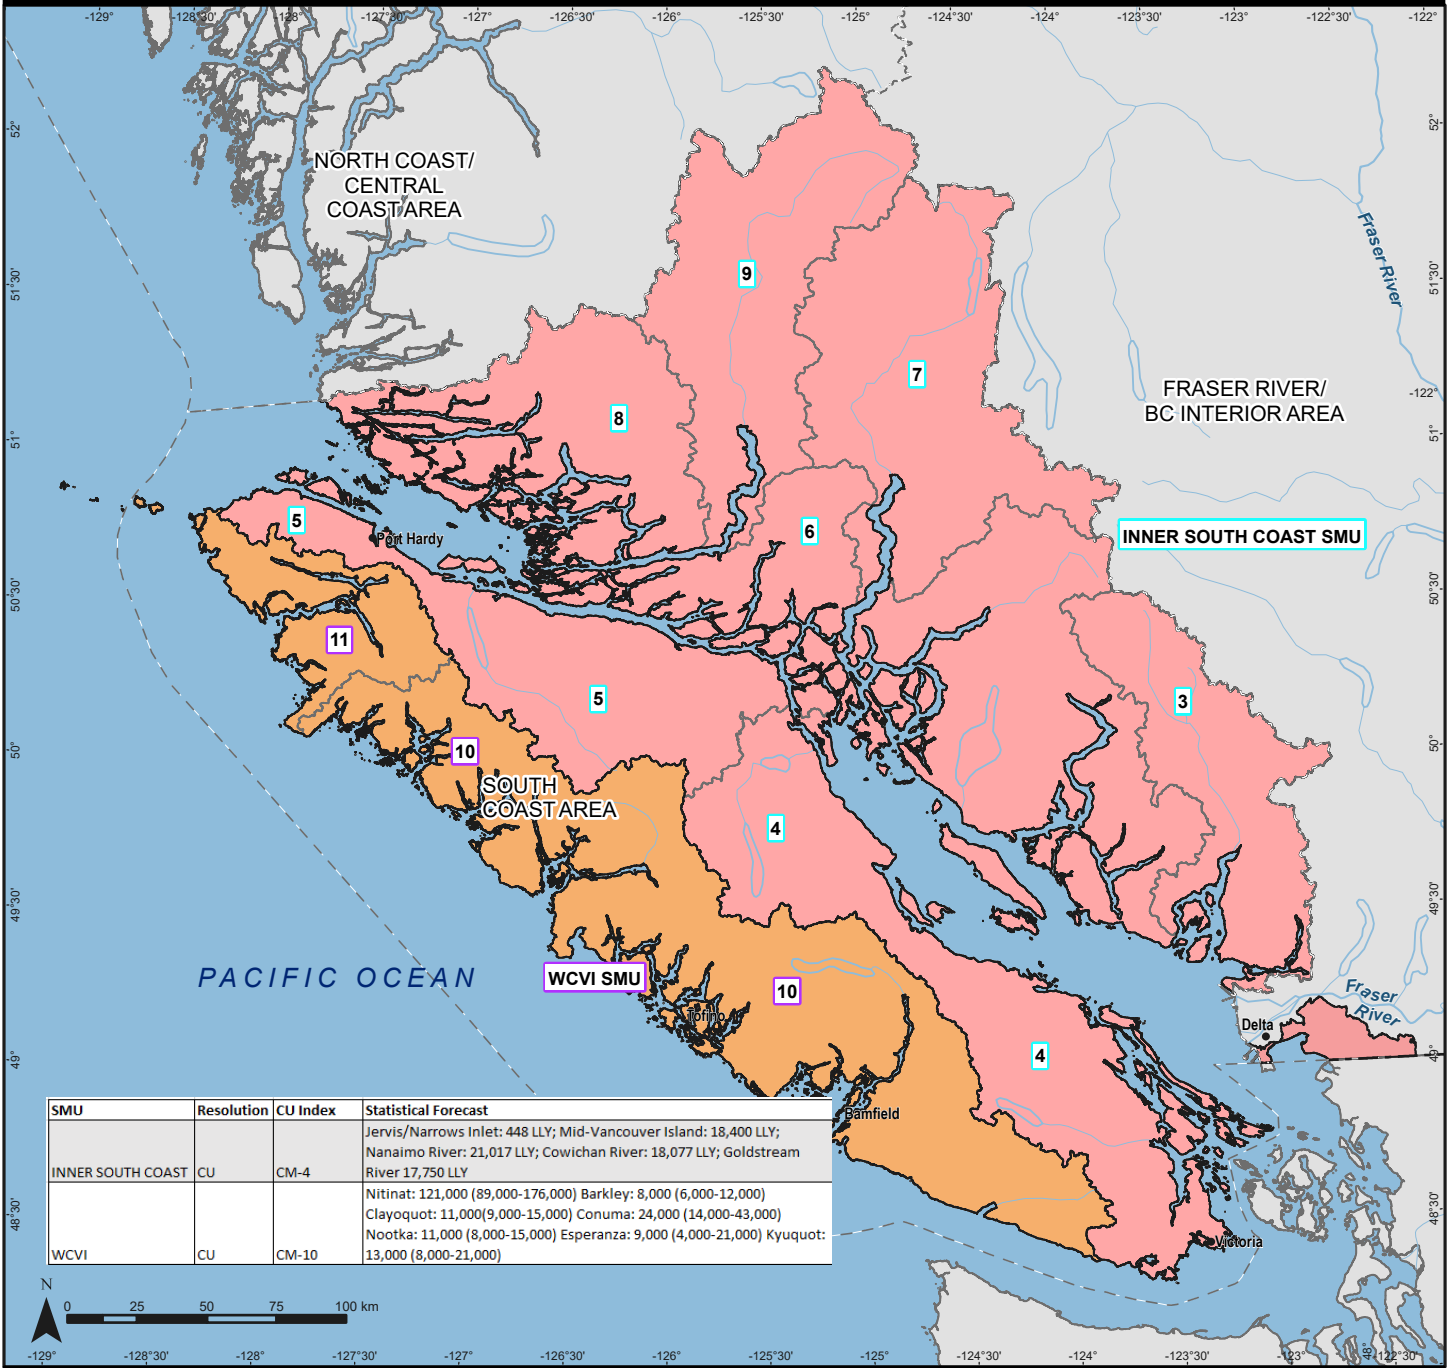 -128°30'
-128°
-127°30'
-127°
-126°30'
-126°
-125°30'
-125°
-124°30'
-124°
-123°30'
-123°
-122°30'
-122°
52°
52°
NORTH COAST/
CENTRAL
COAST AREA
Fraser River
9
51°30'
51°30'
7
FRASER RIVER/
BC INTERIOR AREA
-122°
8
51°
51°
5
Port Hardy
6
INNER SOUTH COAST SMU
50°30'
50°30'
11
5
3
50°
50°
10
SOUTH
COAST AREA
4
49°30'
49°30'
PACIFIC OCEAN
WCVI SMU
10
Fraser
River
Tofino
Delta
49°
49°
4
Bamfield
SMU Resolution CU Index Statistical Forecast
Jervis/Narrows Inlet: 448 LLY; Mid-Vancouver Island: 18,400 LLY;
Nanaimo River: 21,017 LLY; Cowichan River: 18,077 LLY; Goldstream
INNER SOUTH COAST CU CM-4 River 17,750 LLY
Nitinat: 121,000 (89,000-176,000) Barkley: 8,000 (6,000-12,000)
Clayoquot: 11,000(9,000-15,000) Conuma: 24,000 (14,000-43,000)
Nootka: 11,000 (8,000-15,000) Esperanza: 9,000 (4,000-21,000) Kyuquot:
WCVI CU CM-10 13,000 (8,000-21,000)
48°30'
48°30'
Victoria
N
0 25 50 75 100 km
48°
-129°
-128°30'
-128°
-127°30'
-127°
-126°30'
-126°
-125°30'
-125°
-124°30'
-124°
-123°30'
-123°
-122°30'